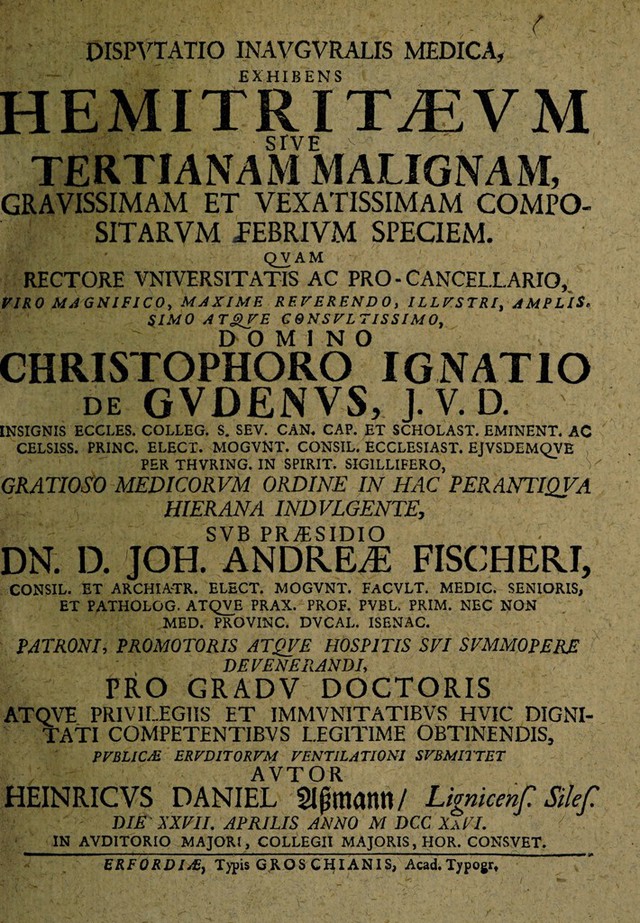 DISPVTATIO INAVGVRALIS MEDICA,
EXHIBENS
HEMITRITÆVM
SIVE
TERTIANAM MALIGNAM,
GRAVISSIMAM ET VEXATISSIMAM COMPO-
SITARVM FEBRIVM SPECIEM.
QVAM
RECTORE VNIVERSITATIS AC PRO-CANCELLARIO,
VIRO MAGNIFICO, MAXIME REVERENDO, ILLVSTRI, AMPLIS-
SIMO ATQVE CONSVLTISSIMO,
DOMINO
CHRISTOPHORO IGNATIO
DE GVDENVS, J. V. D.
INSIGNIS ECCLES. COLLEG. S. SEV. CAN. CAP. ET SCHOLAST. EMINENT. AC
CELSISS. PRINC. ELECT. MOGVNT. CONSIL. ECCLESIAST. EJVSDEMQVE
PER THVRING. IN SPIRIT. SIGILLIFERO,
GRATIOSO MEDICORVM ORDINE IN HAC PERANTIQVA
HIERANA INDVLGENTE,
SVB PRÆSIDIO
DN. D. JOH. ANDREÆ FISCHERI,
CONSIL. ET ARCHIATR. ELECT. MOGVNT. FACVLT. MEDIC. SENIORIS,
ET PATHOLOG. ATQVE PRAX. PROF. PVBL. PRIM. NEC NON
MED. PROVINC. DVCAL. ISENAC.
PATRONI, PROMOTORIS ATQVE HOSPITIS SVI SVMMOPERE
DEVENERANDI,
PRO GRADV DOCTORIS
ATQVE PRIVILEGIIS ET IMMVNITATIBVS HVIC DIGNI-
TATI COMPETENTIBVS LEGITIME OBTINENDIS,
PVBLICÆ ERVDITORVM VENTILATIONI SVBMITTET
AVTOR
HEINRICVS DANIEL Aßmann/ Lignicens. Siles.
DIE XXVII. APRILIS ANNO M DCC XXVI.
IN AVDITORIO MAJORI, COLLEGII MAJORIS, HOR. CONSVET.
ERFORDIÆ, Typis GROSCHIANIS, Acad. Typogr.